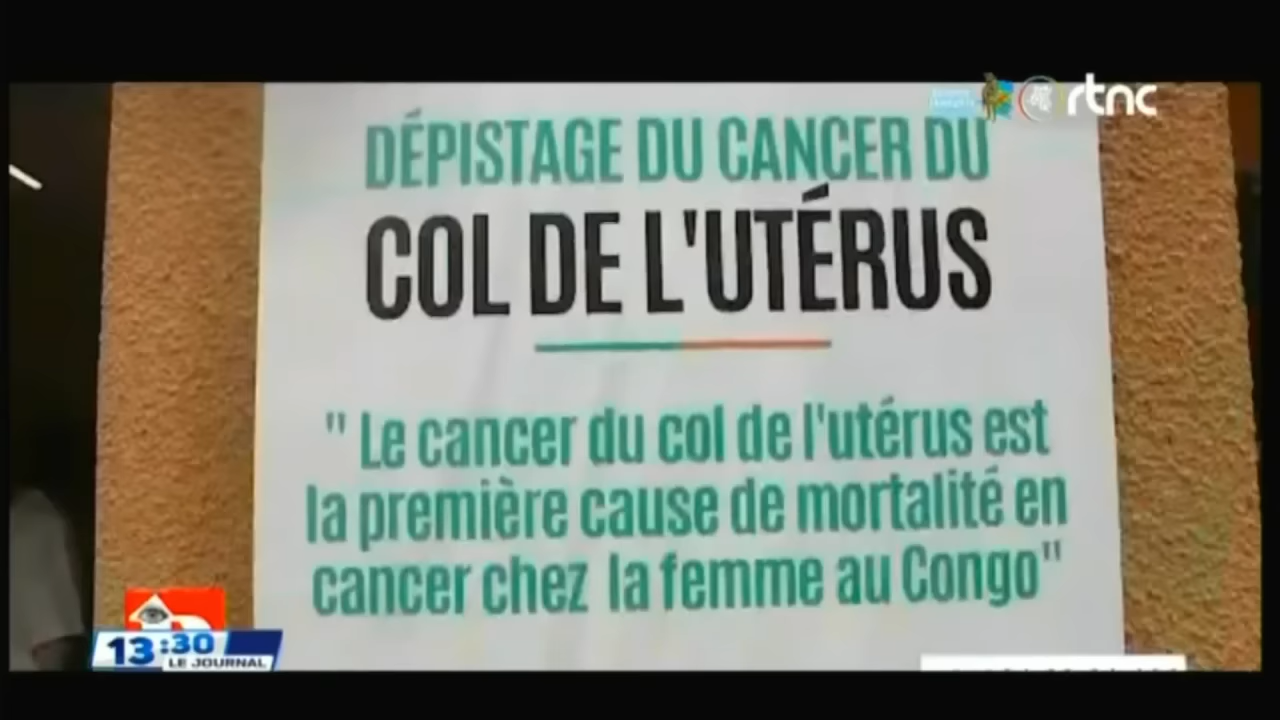 rtnc
DÉPISTAGE DU CANCER DU
COL DE L'UTÉRUS
" Le cancer du col de l'utérus est
la première cause de mortalité en
cancer chez la femme au Congo"
13:30
LE JOURNAL